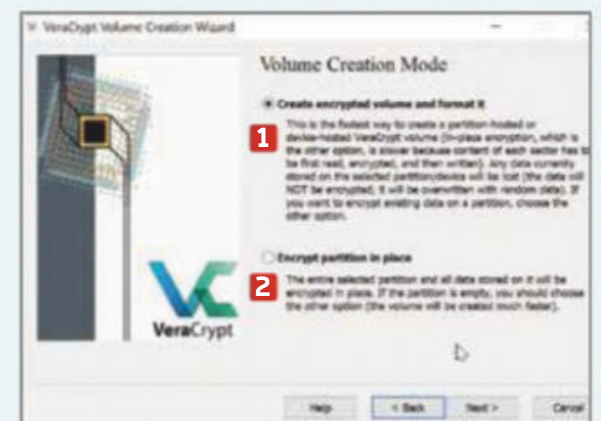 VeraCrypt Volume Creation Wizard
Volume Creation Mode
Create encrypted volume and format it
1
This is the fastest way to create a partition-hosted or
device-hosted VeraCrypt volume (in-place encryption, which is
the other option, is slower because content of each sector has to
be first read, encrypted, and then written). Any data currently
stored on the selected partition/device will be lost (the data will
NOT be encrypted; it will be overwritten with random data). If
you want to encrypt existing data on a partition, choose the
other option.
Encrypt partition in place
2
The entire selected partition and all data stored on it will be
encrypted in place. If the partition is empty, you should choose
the other option (the volume will be created much faster).
VeraCrypt
Help
< Back
Next >
Cancel